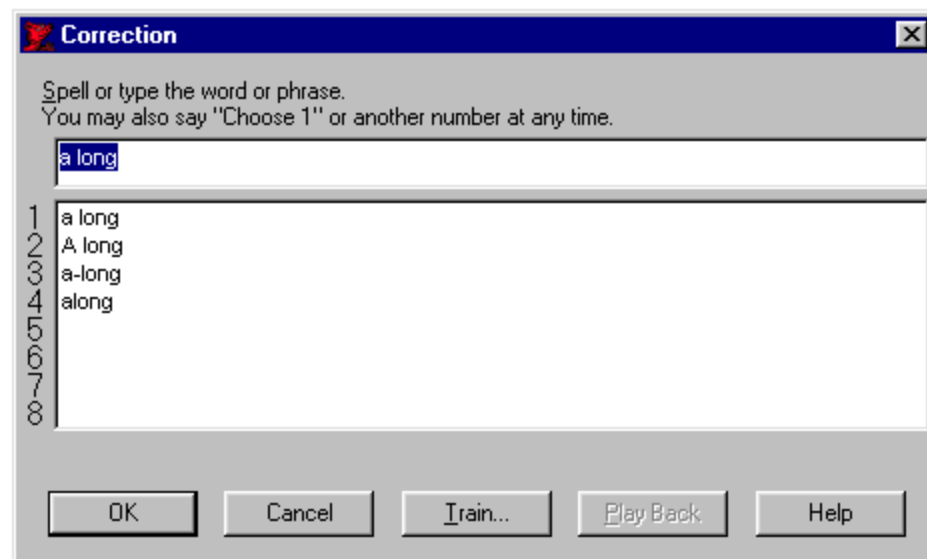 Correction
Spell or type the word or phrase.
You may also say "Choose 1" or another number at any time.
a long
1 a long
2 A long
3 a-long
4 along
5
6
7
8
OK Cancel Train... Play Back Help